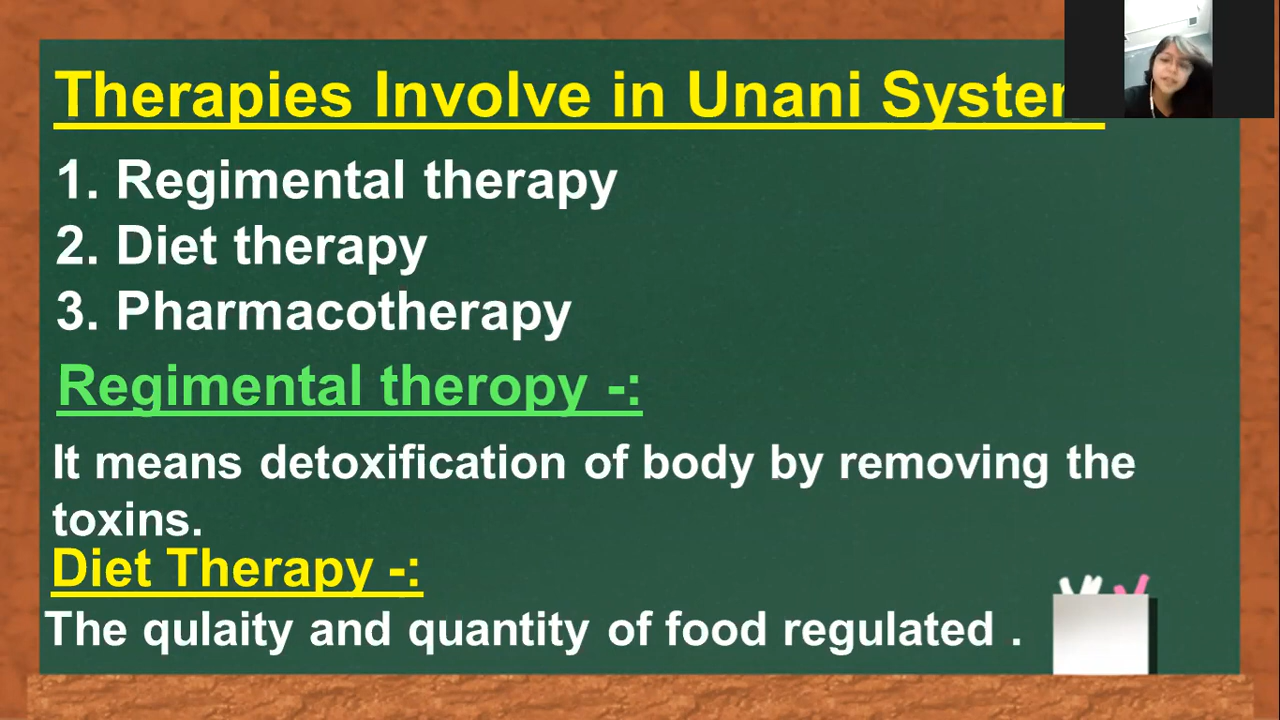 Therapies Involve in Unani System
1. Regimental therapy
2. Diet therapy
3. Pharmacotherapy
Regimental theropy -:
It means detoxification of body by removing the
toxins.
Diet Therapy -:
The qulaity and quantity of food regulated .